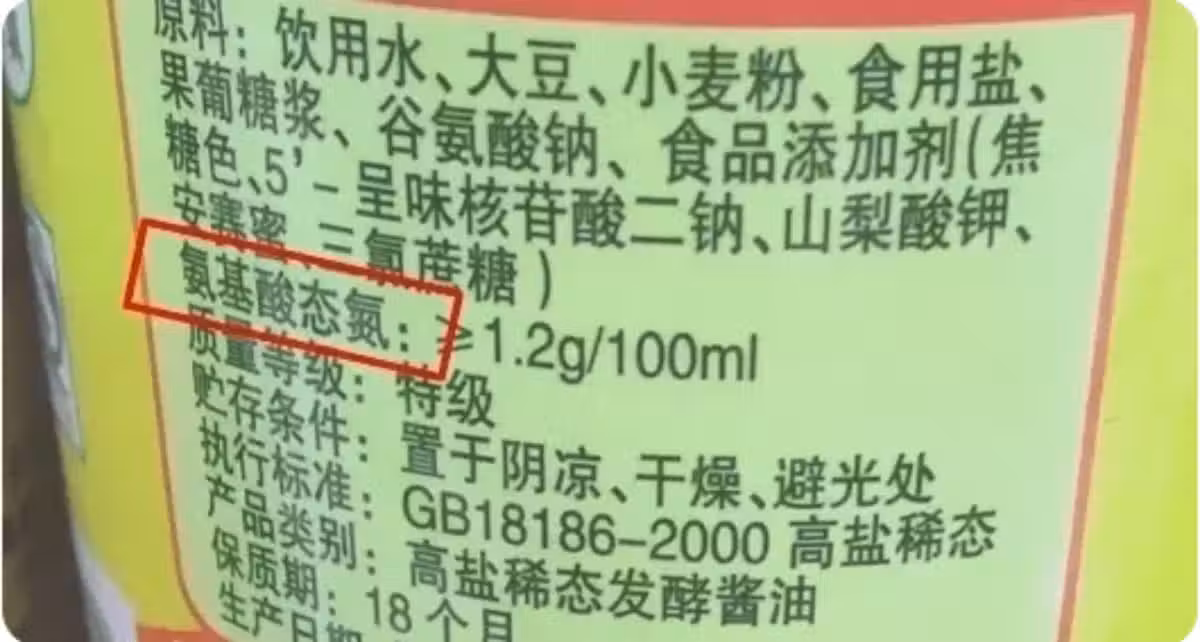 原料：饮用水、大豆、小麦粉、食用盐、
果葡糖浆、谷氨酸钠、食品添加剂(焦
糖色、5'-呈味核苷酸二钠、山梨酸钾、
安赛蜜、三氯蔗糖)
氨基酸态氮：≥1.2g/100ml
质量等级：特级
贮存条件：置于阴凉、干燥、避光处
执行标准：GB18186-2000 高盐稀态
产品类别：高盐稀态发酵酱油
保质期：18个月
生产日期